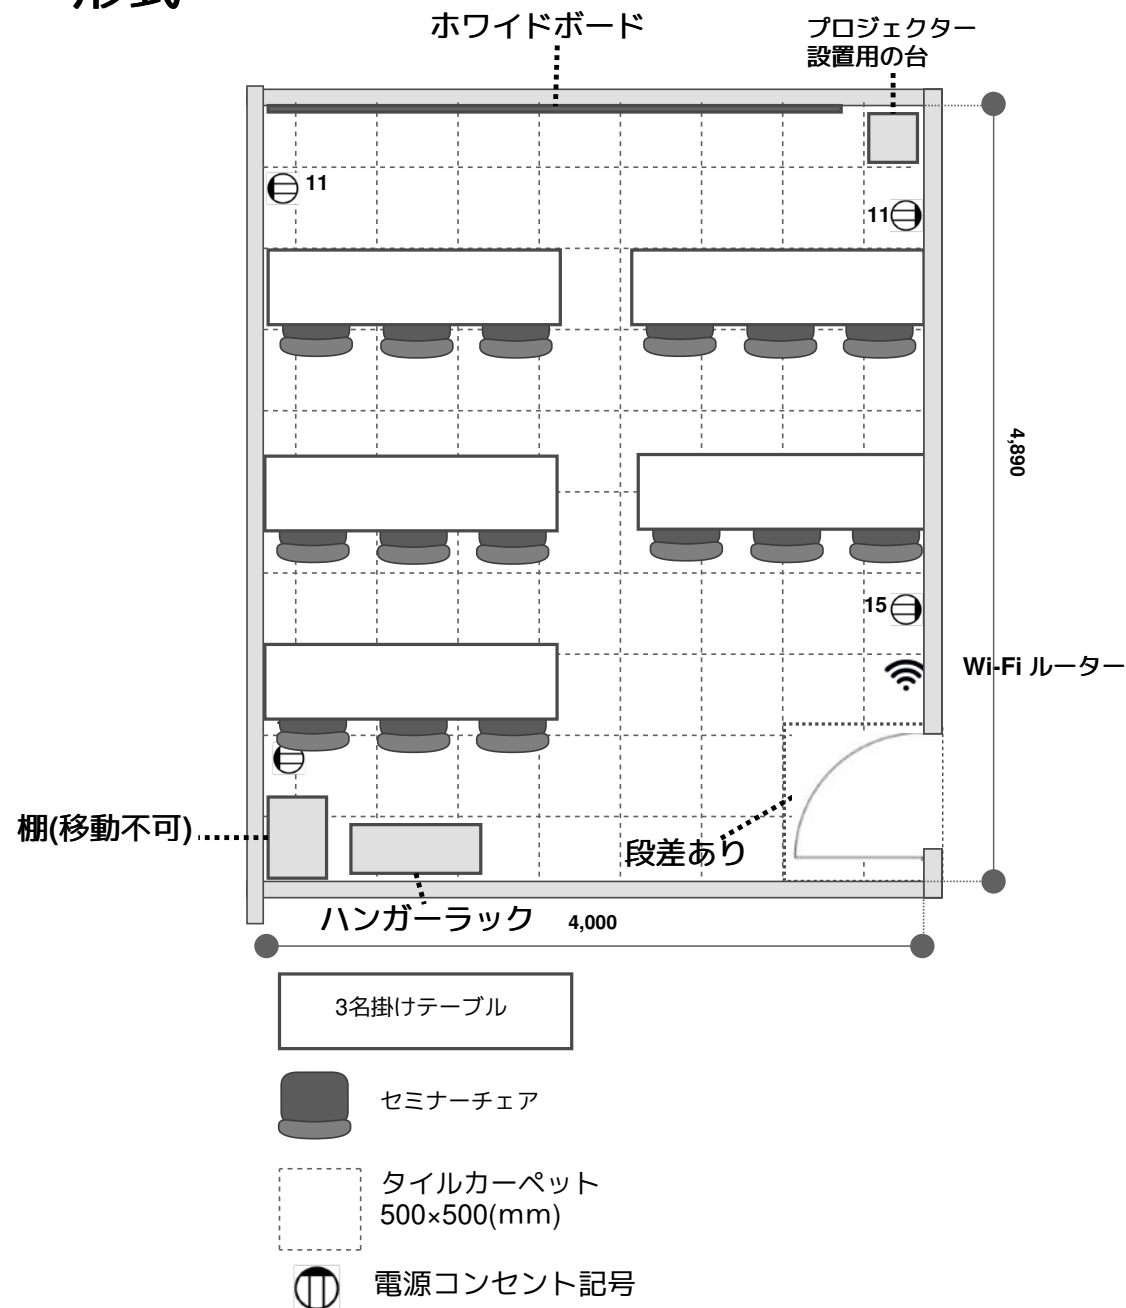 形式
ホワイドボード
プロジェクター
設置用の台
11
11
4,890
15
Wi-Fi ルーター
棚(移動不可)
段差あり
ハンガーラック
4,000
3名掛けテーブル
セミナーチェア
タイルカーペット
500×500(mm)
電源コンセント記号